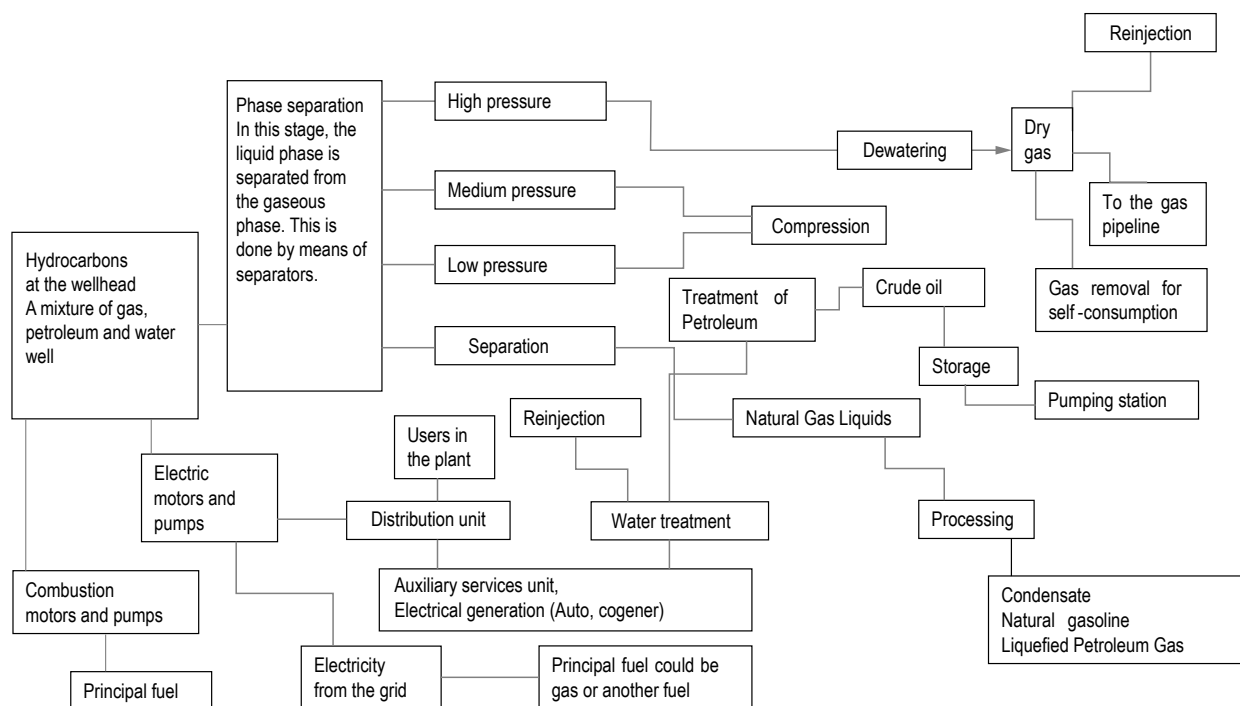 Reinjection
Phase separation
In this stage, the
liquid phase is
separated from
the gaseous
phase. This is
done by means of
separators.
High pressure
Dewatering
Dry
gas
Medium pressure
Compression
To the gas
pipeline
Low pressure
Hydrocarbons
at the wellhead
A mixture of gas,
petroleum and water
well
Treatment of
Petroleum
Crude oil
Gas removal for
self-consumption
Separation
Storage
Pumping station
Users in
the plant
Reinjection
Natural Gas Liquids
Electric
motors and
pumps
Distribution unit
Water treatment
Processing
Combustion
motors and pumps
Auxiliary services unit,
Electrical generation (Auto, cogener)
Condensate
Natural gasoline
Liquefied Petroleum Gas
Principal fuel
Electricity
from the grid
Principal fuel could be
gas or another fuel